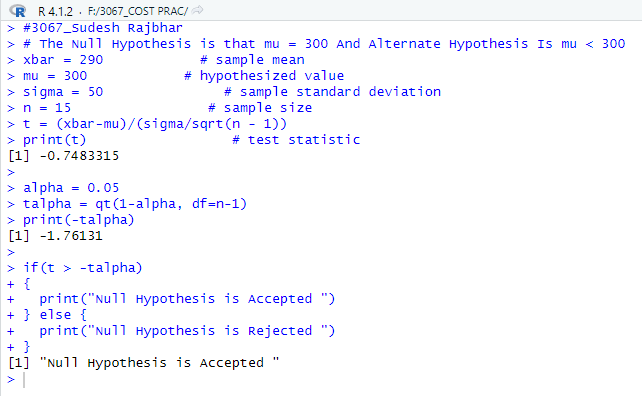 R 4.1.2 · F:/3067_COST PRAC/
> #3067_Sudesh Rajbhar
> # The Null Hypothesis is that mu = 300 And Alternate Hypothesis Is mu < 300
> xbar = 290                # sample mean
> mu = 300            # hypothesized value
> sigma = 50               # sample standard deviation
> n = 15                 # sample size
> t = (xbar-mu)/(sigma/sqrt(n - 1))
> print(t)                  # test statistic
[1] -0.7483315
>
> alpha = 0.05
> talpha = qt(1-alpha, df=n-1)
> print(-talpha)
[1] -1.76131
>
> if(t > -talpha)
+ {
+   print("Null Hypothesis is Accepted ")
+ } else {
+   print("Null Hypothesis is Rejected ")
+ }
[1] "Null Hypothesis is Accepted "
>